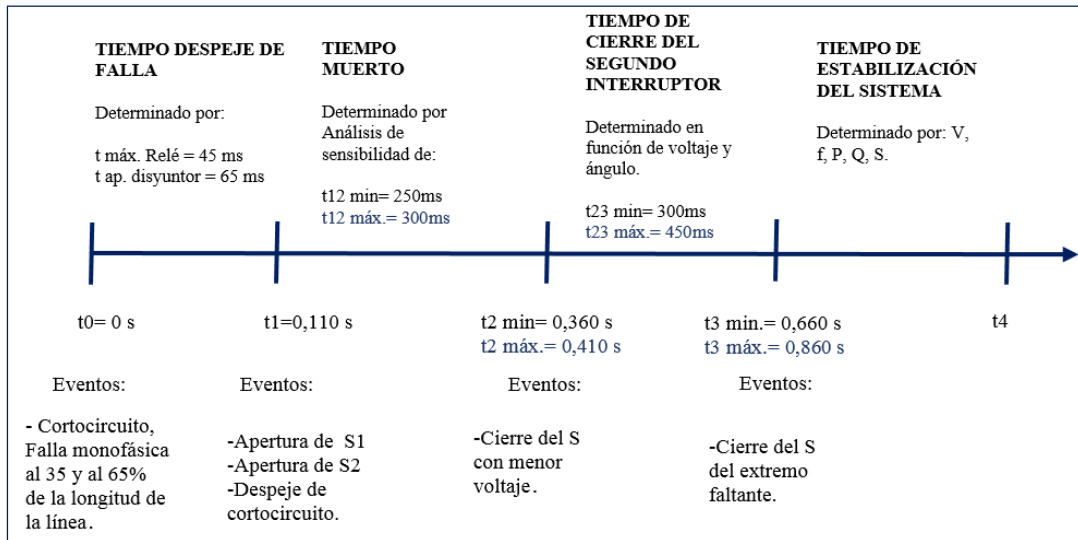 TIEMPO DESPEJE DE
FALLA
Determinado por:
t máx. Relé = 45 ms
t ap. disyuntor = 65 ms
TIEMPO
MUERTO
Determinado por
Análisis de
sensibilidad de:
t12 min= 250ms
t12 máx.= 300ms
TIEMPO DE
CIERRE DEL
SEGUNDO
INTERRUPTOR
Determinado en
función de voltaje y
ángulo.
t23 min= 300ms
t23 máx.= 450ms
TIEMPO DE
ESTABILIZACIÓN
DEL SISTEMA
Determinado por: V,
f, P, Q, S.
t0= 0 s
t1=0,110 s
t2 min= 0,360 s
t2 máx.= 0,410 s
t3 min.= 0,660 s
t3 máx.= 0,860 s
t4
Eventos:
- Cortocircuito,
Falla monofásica
al 35 y al 65%
de la longitud de
la línea.
Eventos:
-Apertura de S1
-Apertura de S2
-Despeje de
cortocircuito.
Eventos:
-Cierre del S
con menor
voltaje.
Eventos:
-Cierre del S
del extremo
faltante.